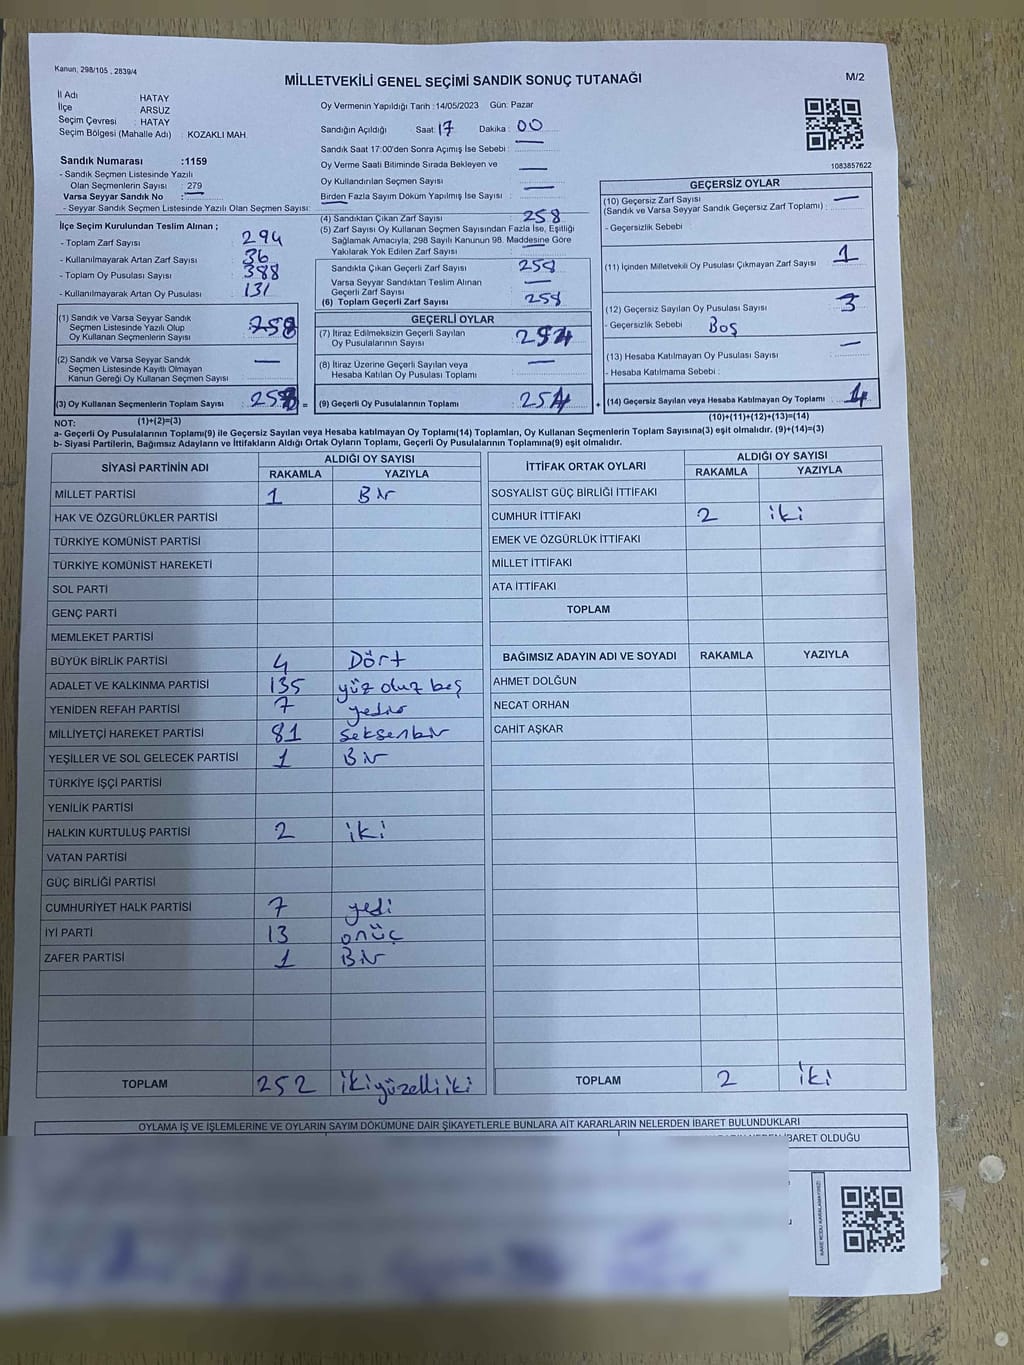 Kanun; 298/105 , 2839/4
MİLLETVEKİLİ GENEL SEÇİMİ SANDIK SONUÇ TUTANAĞI
M/2
İl Adı HATAY
İlçe ARSUZ
Seçim Çevresi : HATAY
Seçim Bölgesi (Mahalle Adı) : KOZAKLI MAH.
Sandık Numarası :1159
- Sandık Seçmen Listesinde Yazılı
Olan Seçmenlerin Sayısı : 279
Varsa Seyyar Sandık No : —
- Seyyar Sandık Seçmen Listesinde Yazılı Olan Seçmen Sayısı:
Oy Vermenin Yapıldığı Tarih : 14/05/2023 Gün: Pazar
Sandığın Açıldığı Saat: 17 Dakika : 00
Sandık Saat 17:00'den Sonra Açımış İse Sebebi : —
Oy Verme Saati Bitiminde Sırada Bekleyen ve —
Oy Kullandırılan Seçmen Sayısı —
Birden Fazla Sayım Döküm Yapılmış İse Sayısı :
1083857622
İlçe Seçim Kurulundan Teslim Alınan ;
- Toplam Zarf Sayısı 294
- Kullanılmayarak Artan Zarf Sayısı 36
- Toplam Oy Pusulası Sayısı 388
- Kullanılmayarak Artan Oy Pusulası 131
(1) Sandık ve Varsa Seyyar Sandık
Seçmen Listesinde Yazılı Olup
Oy Kullanan Seçmenlerin Sayısı 258
(2) Sandık ve Varsa Seyyar Sandık
Seçmen Listesinde Kayıtlı Olmayan
Kanun Gereği Oy Kullanan Seçmen Sayısı —
(3) Oy Kullanan Seçmenlerin Toplam Sayısı 258 =
(4) Sandıktan Çıkan Zarf Sayısı 258
(5) Zarf Sayısı Oy Kullanan Seçmen Sayısından Fazla İse, Eşitliği
Sağlamak Amacıyla, 298 Sayılı Kanunun 98. Maddesine Göre
Yakılarak Yok Edilen Zarf Sayısı —
Sandıkta Çıkan Geçerli Zarf Sayısı 258
Varsa Seyyar Sandıktan Teslim Alınan
Geçerli Zarf Sayısı —
(6) Toplam Geçerli Zarf Sayısı 258
GEÇERLİ OYLAR
(7) İtiraz Edilmeksizin Geçerli Sayılan
Oy Pusulalarının Sayısı 254
(8) İtiraz Üzerine Geçerli Sayılan veya
Hesaba Katılan Oy Pusulası Toplamı —
(9) Geçerli Oy Pusulalarının Toplamı 254 +
GEÇERSİZ OYLAR
(10) Geçersiz Zarf Sayısı —
(Sandık ve Varsa Seyyar Sandık Geçersiz Zarf Toplamı) :
- Geçersizlik Sebebi :
(11) İçinden Milletvekili Oy Pusulası Çıkmayan Zarf Sayısı 1
(12) Geçersiz Sayılan Oy Pusulası Sayısı 3
- Geçersizlik Sebebi Boş
(13) Hesaba Katılmayan Oy Pusulası Sayısı —
- Hesaba Katılmama Sebebi :
(14) Geçersiz Sayılan veya Hesaba Katılmayan Oy Toplamı 4
NOT: (1)+(2)=(3) (10)+(11)+(12)+(13)=(14)
a- Geçerli Oy Pusulalarının Toplamı(9) ile Geçersiz Sayılan veya Hesaba katılmayan Oy Toplamı(14) Toplamları, Oy Kullanan Seçmenlerin Toplam Sayısına(3) eşit olmalıdır. (9)+(14)=(3)
b- Siyasi Partilerin, Bağımsız Adayların ve İttifakların Aldığı Ortak Oyların Toplamı, Geçerli Oy Pusulalarının Toplamına(9) eşit olmalıdır.
SİYASİ PARTİNİN ADI ALDIĞI OY SAYISI
RAKAMLA YAZIYLA
MİLLET PARTİSİ 1 Bir
HAK VE ÖZGÜRLÜKLER PARTİSİ
TÜRKİYE KOMÜNİST PARTİSİ
TÜRKİYE KOMÜNİST HAREKETİ
SOL PARTİ
GENÇ PARTİ
MEMLEKET PARTİSİ
BÜYÜK BİRLİK PARTİSİ 4 Dört
ADALET VE KALKINMA PARTİSİ 135 yüz otuz beş
YENİDEN REFAH PARTİSİ 7 yedi
MİLLİYETÇİ HAREKET PARTİSİ 81 seksenbir
YEŞİLLER VE SOL GELECEK PARTİSİ 1 Bir
TÜRKİYE İŞÇİ PARTİSİ
YENİLİK PARTİSİ
HALKIN KURTULUŞ PARTİSİ 2 iki
VATAN PARTİSİ
GÜÇ BİRLİĞİ PARTİSİ
CUMHURİYET HALK PARTİSİ 7 yedi
İYİ PARTİ 13 onüç
ZAFER PARTİSİ 1 Bir
TOPLAM 252 ikiyüzelliiki
İTTİFAK ORTAK OYLARI ALDIĞI OY SAYISI
RAKAMLA YAZIYLA
SOSYALİST GÜÇ BİRLİĞİ İTTİFAKI
CUMHUR İTTİFAKI 2 iki
EMEK VE ÖZGÜRLÜK İTTİFAKI
MİLLET İTTİFAKI
ATA İTTİFAKI
TOPLAM
BAĞIMSIZ ADAYIN ADI VE SOYADI RAKAMLA YAZIYLA
AHMET DOLĞUN
NECAT ORHAN
CAHİT AŞKAR
TOPLAM 2 iki
OYLAMA İŞ VE İŞLEMLERİNE VE OYLARIN SAYIM DÖKÜMÜNE DAİR ŞİKAYETLERLE BUNLARA AİT KARARLARIN NELERDEN İBARET BULUNDUKLARI
İBARET OLDUĞU
KARE KODU KARALAMAYINIZ!